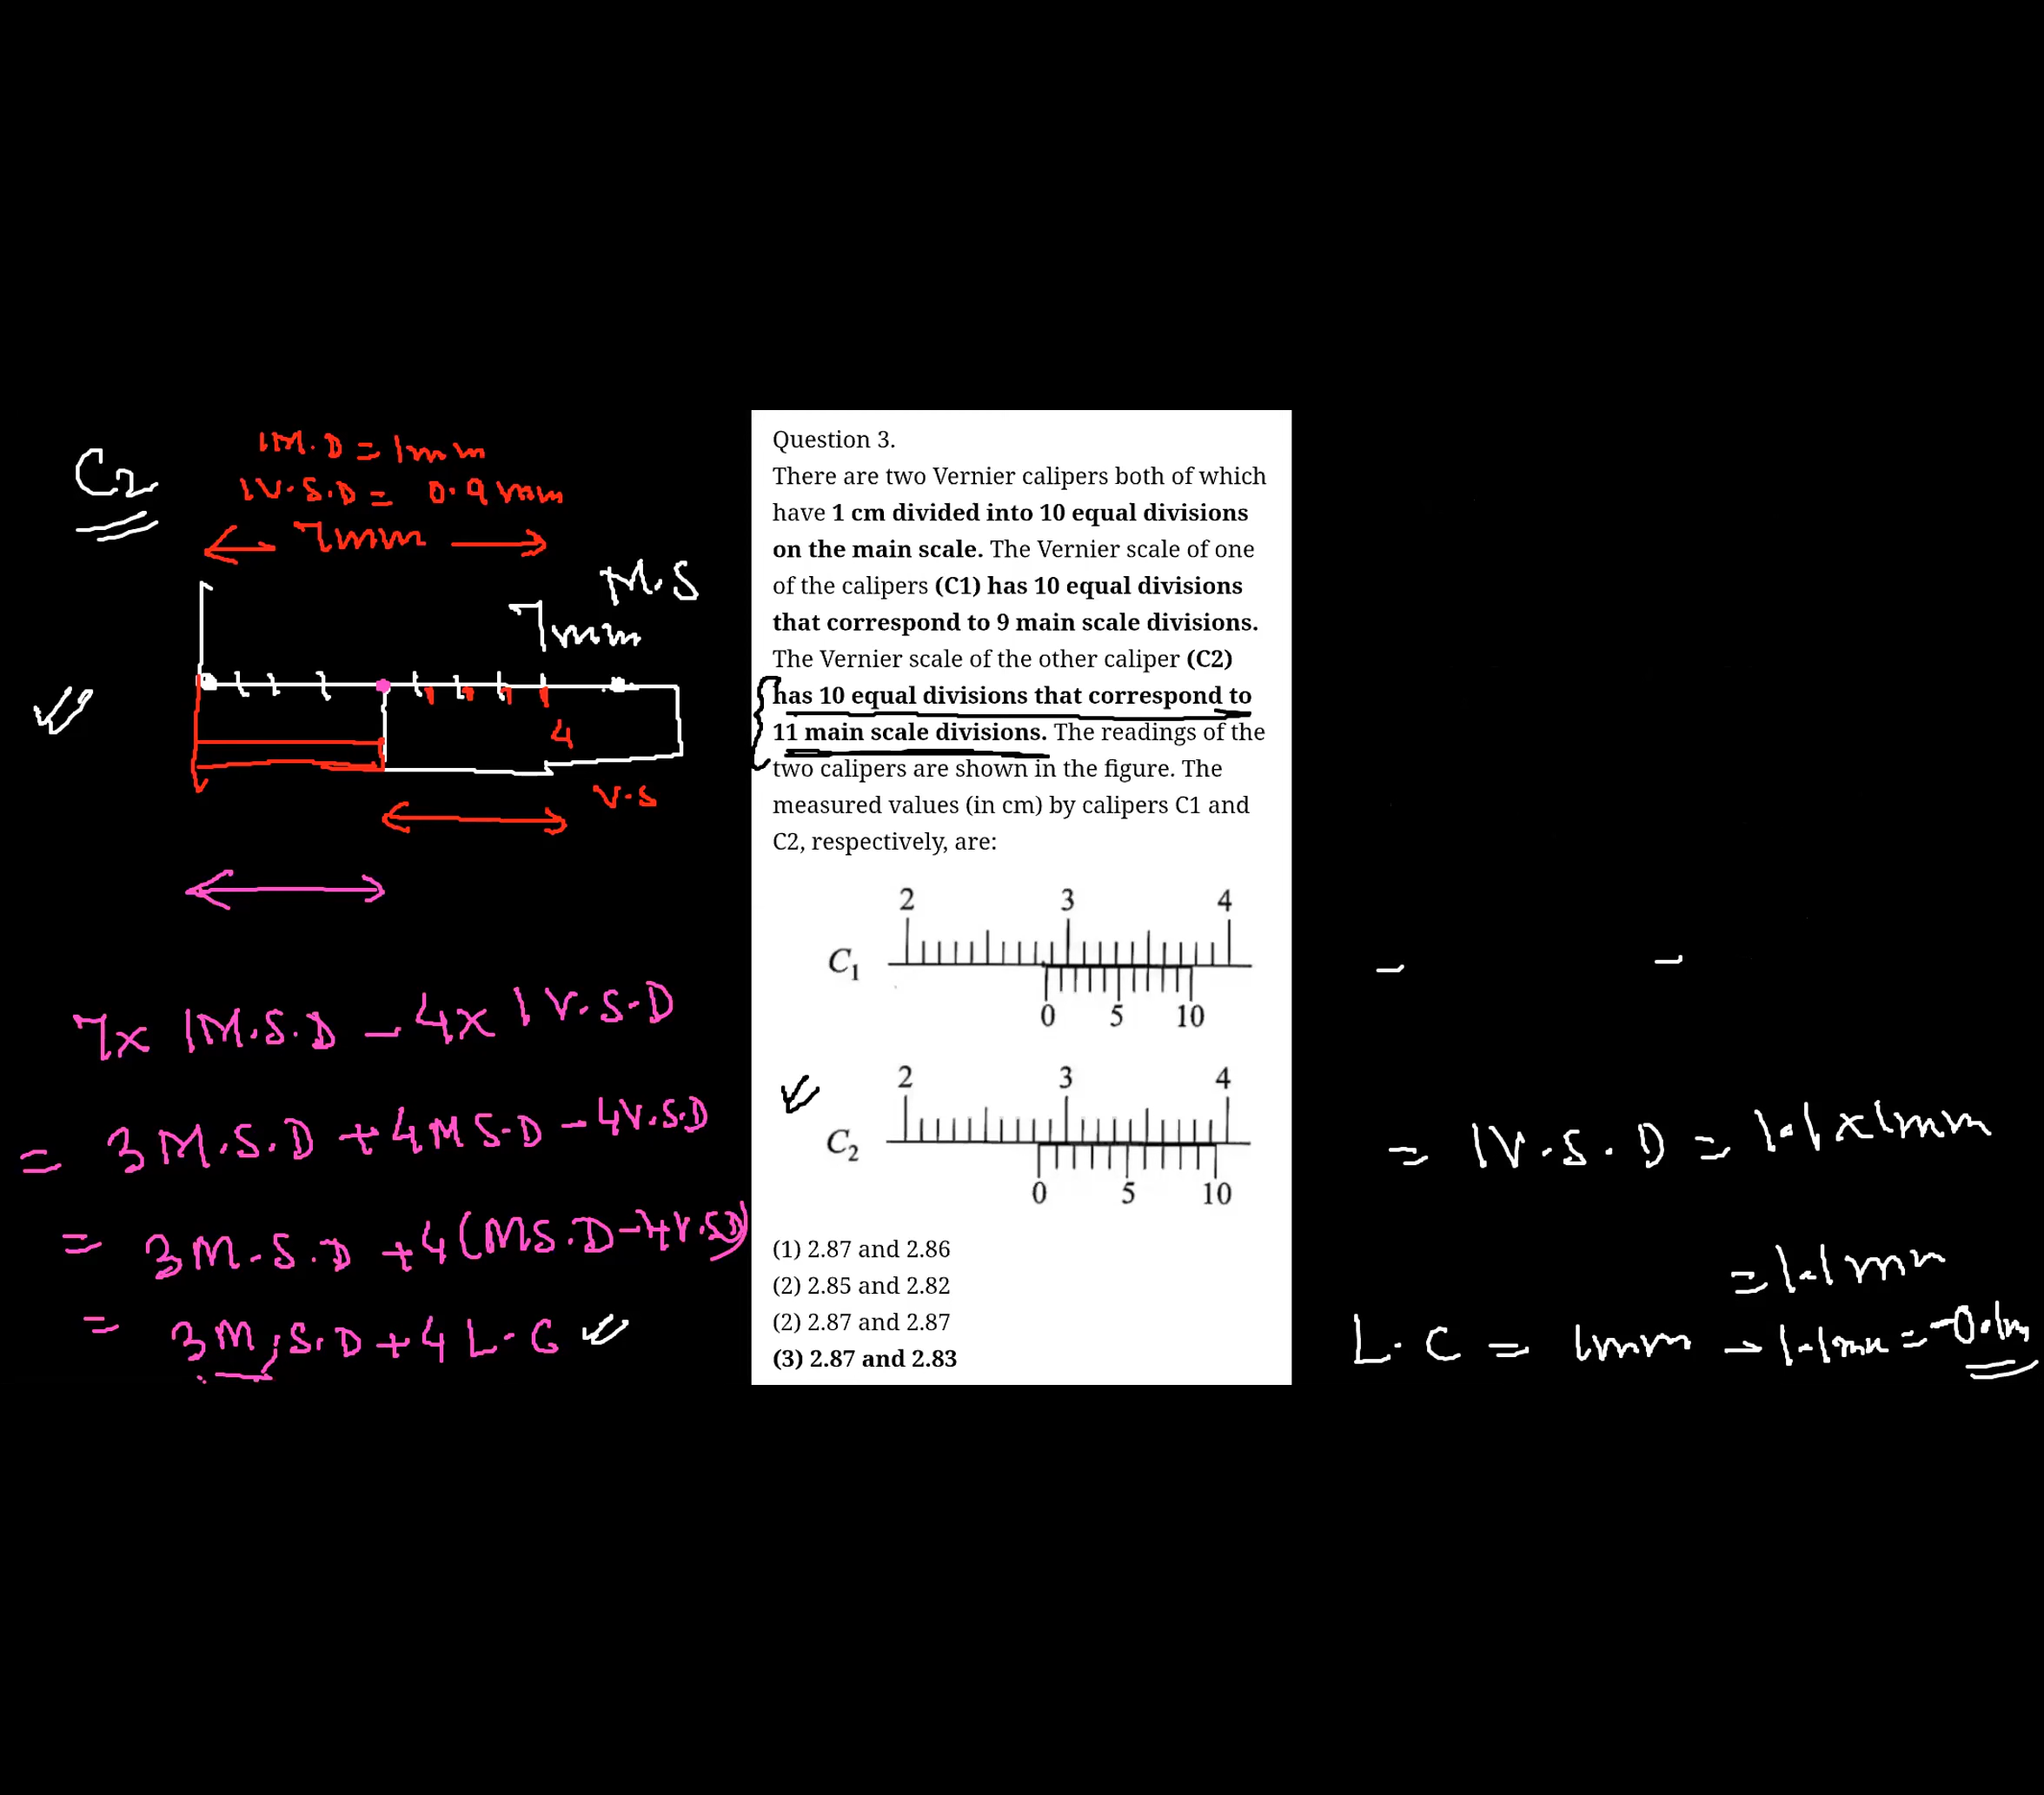 C2
1M.D = 1mm
1V.S.D = 0.9mm
7mm
M.S
7mm
4
V.S
7x 1M.S.D - 4x 1V.S.D
= 3M.S.D + 4MS.D - 4V.S.D
= 3M.S.D + 4(MS.D-4V.SD)
= 3M.S.D + 4 L.C
Question 3.
There are two Vernier calipers both of which
have 1 cm divided into 10 equal divisions
on the main scale. The Vernier scale of one
of the calipers (C1) has 10 equal divisions
that correspond to 9 main scale divisions.
The Vernier scale of the other caliper (C2)
has 10 equal divisions that correspond to
11 main scale divisions. The readings of the
two calipers are shown in the figure. The
measured values (in cm) by calipers C1 and
C2, respectively, are:
2 3 4
C1
0 5 10
2 3 4
C2
0 5 10
(1) 2.87 and 2.86
(2) 2.85 and 2.82
(2) 2.87 and 2.87
(3) 2.87 and 2.83
= 1V.S.D = 1.1x1mm
= 1.1mm
L.C = 1mm - 1.1mm = -0.1m